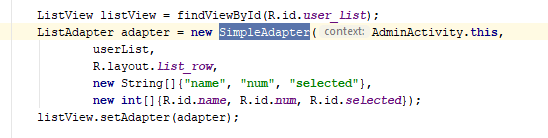 ListView listView = findViewById(R.id.user_list);
ListAdapter adapter = new SimpleAdapter( context: AdminActivity.this,
userList,
R.layout.list_row,
new String[]{"name", "num", "selected"},
new int[]{R.id.name, R.id.num, R.id.selected});
listView.setAdapter(adapter);